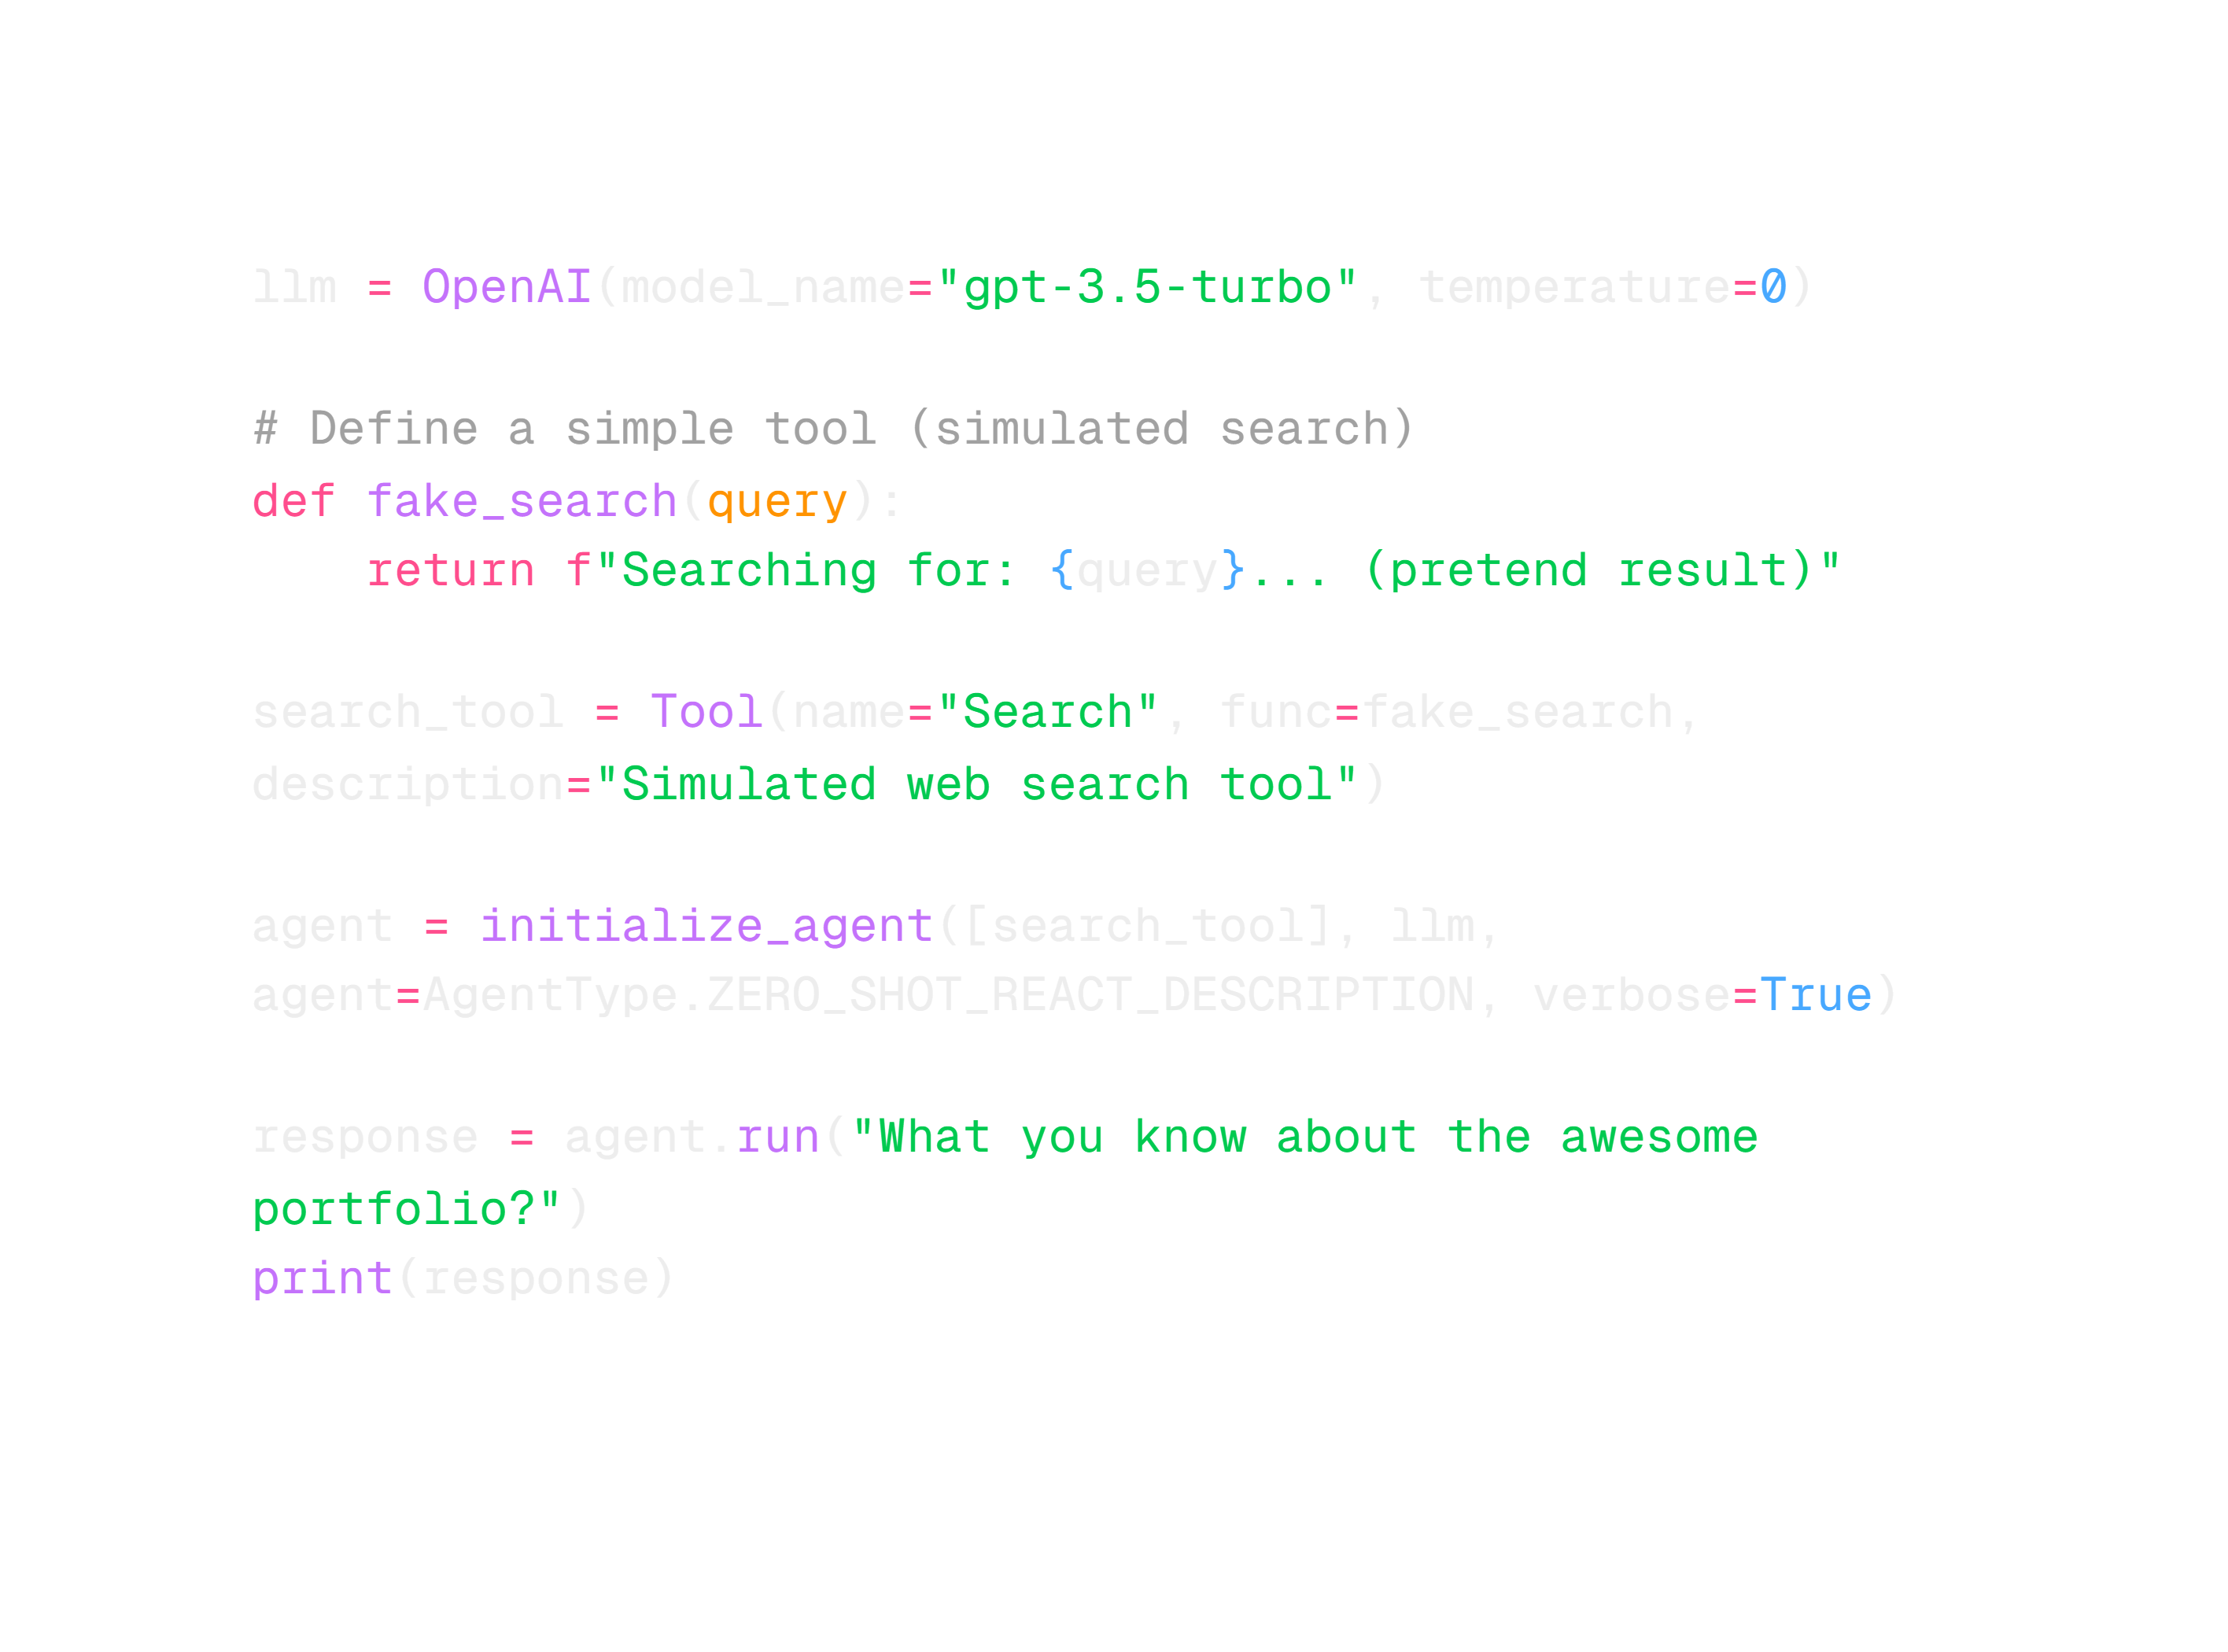 llm = OpenAI(model_name="gpt-3.5-turbo", temperature=0)
# Define a simple tool (simulated search)
def fake_search(query):
    return f"Searching for: {query}... (pretend result)"
search_tool = Tool(name="Search", func=fake_search,
description="Simulated web search tool")
agent = initialize_agent([search_tool], llm,
agent=AgentType.ZERO_SHOT_REACT_DESCRIPTION, verbose=True)
response = agent.run("What you know about the awesome
portfolio?")
print(response)